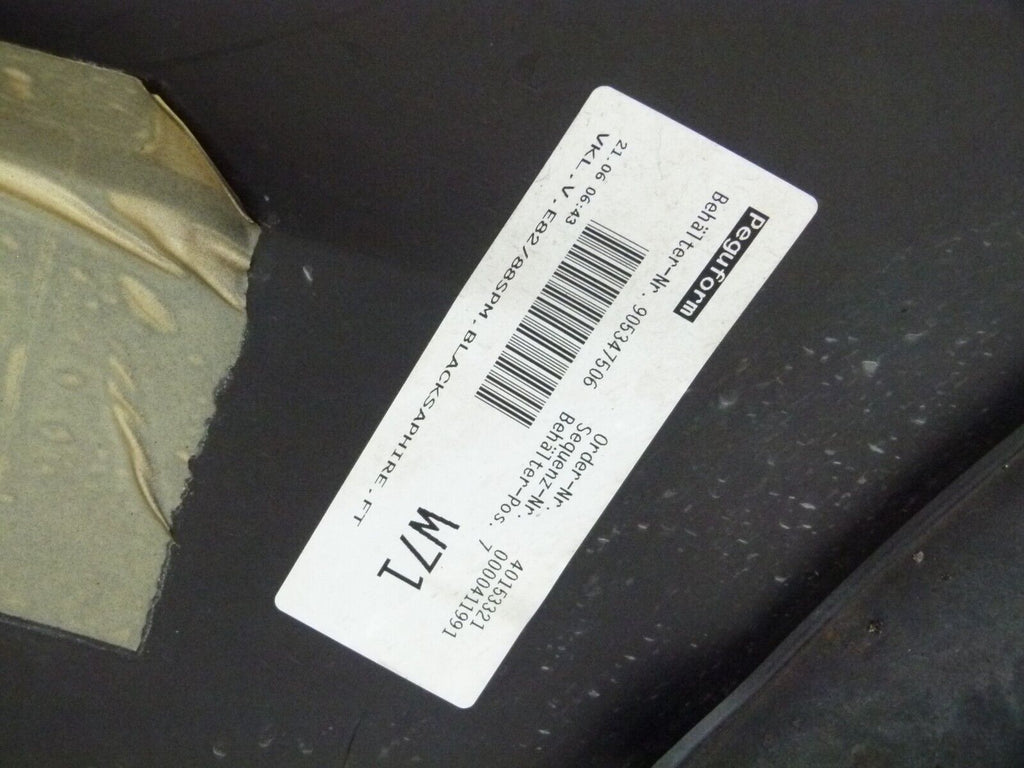 Peguform
Behälter-Nr. 905347506
Order-Nr. 40153321
Sequenz-Nr. 0000411991
Behälter-Pos. 7
21.06 06:43
W71
VKL.V.E82/88SPM.BLACKSAPHIRE.FT